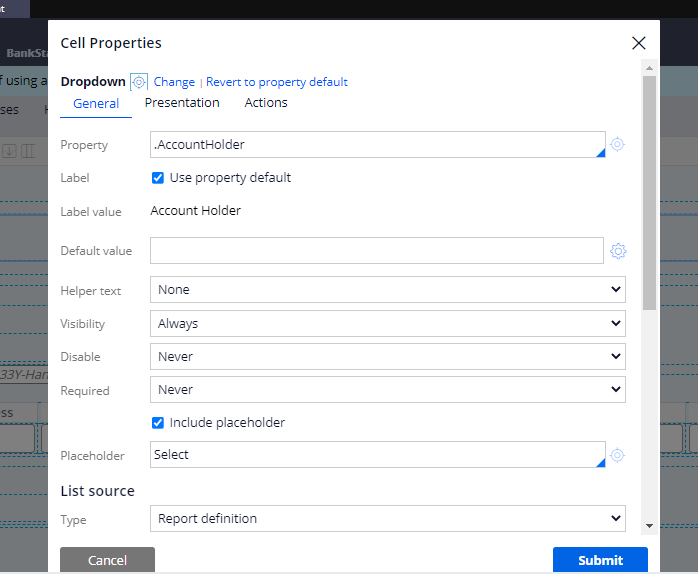 nt
Cell Properties
BankSta
Dropdown Change | Revert to property default
f using a
General Presentation Actions
ses H
Property .AccountHolder
Label Use property default
Label value Account Holder
Default value
Helper text None
Visibility Always
Disable Never
33Y-Han
Required Never
ss
Include placeholder
Placeholder Select
List source
Type Report definition
Cancel Submit